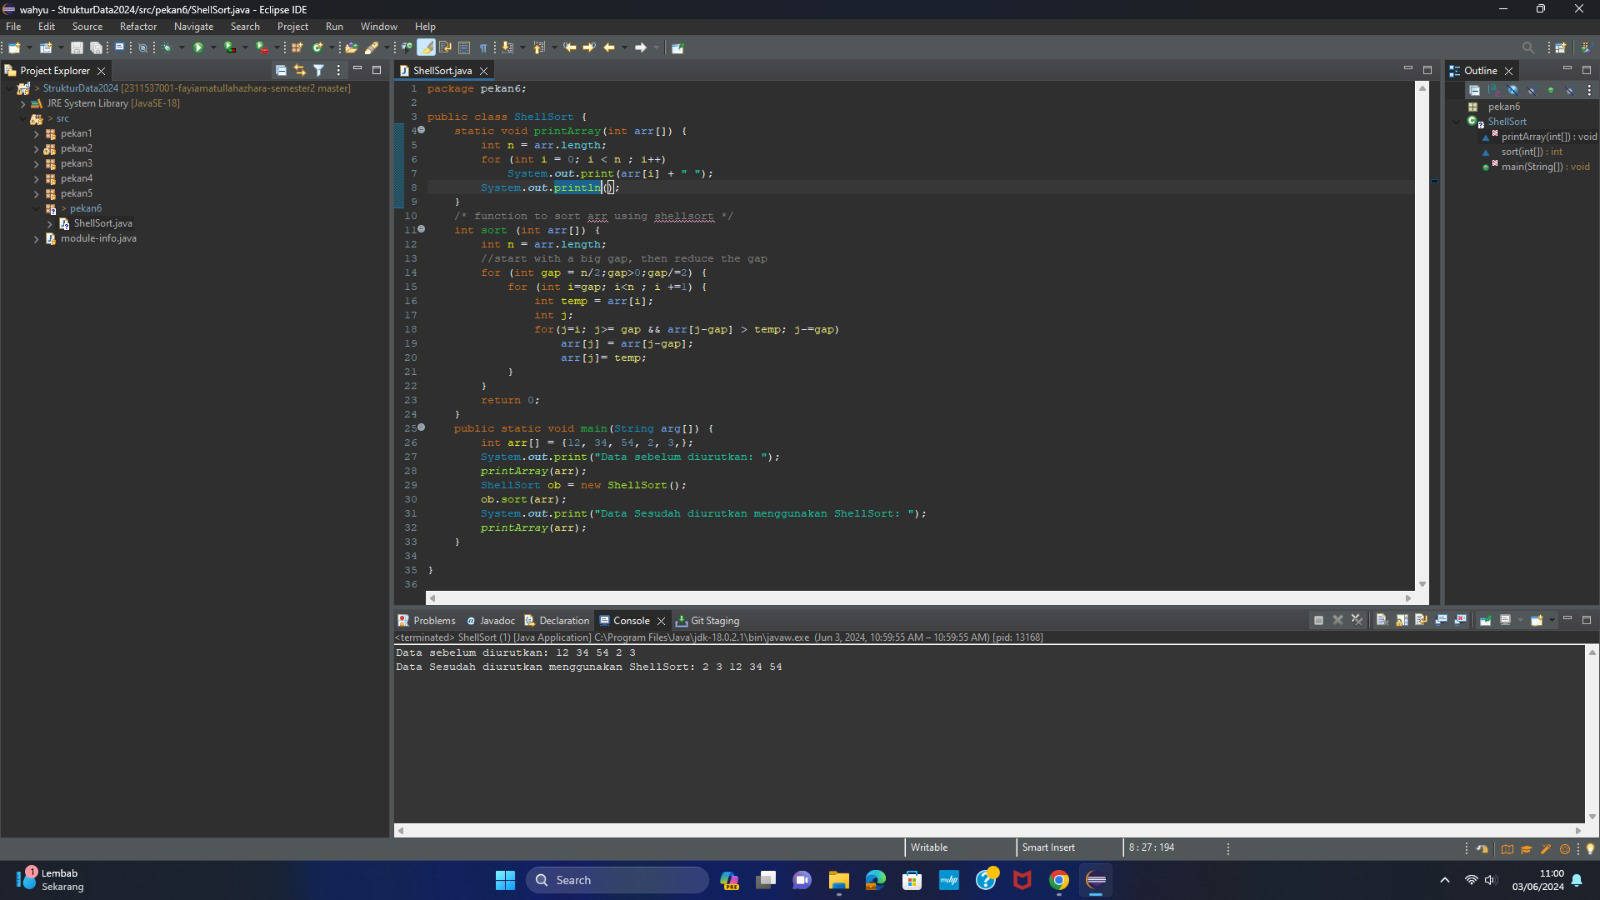 wahyu - StrukturData2024/src/pekan6/ShellSort.java - Eclipse IDE
File Edit Source Refactor Navigate Search Project Run Window Help
Project Explorer
> StrukturData2024 [2311537001-fayiamatullahazhara-semester2 master]
JRE System Library [JavaSE-18]
> src
pekan1
pekan2
pekan3
pekan4
pekan5
> pekan6
ShellSort.java
module-info.java
ShellSort.java
1 package pekan6;
2
3 public class ShellSort {
4 static void printArray(int arr[]) {
5 int n = arr.length;
6 for (int i = 0; i < n ; i++)
7 System.out.print(arr[i] + " ");
8 System.out.println();
9 }
10 /* function to sort arr using shellsort */
11 int sort (int arr[]) {
12 int n = arr.length;
13 //start with a big gap, then reduce the gap
14 for (int gap = n/2;gap>0;gap/=2) {
15 for (int i=gap; i<n ; i +=1) {
16 int temp = arr[i];
17 int j;
18 for(j=i; j>= gap && arr[j-gap] > temp; j-=gap)
19 arr[j] = arr[j-gap];
20 arr[j]= temp;
21 }
22 }
23 return 0;
24 }
25 public static void main(String arg[]) {
26 int arr[] = {12, 34, 54, 2, 3,};
27 System.out.print("Data sebelum diurutkan: ");
28 printArray(arr);
29 ShellSort ob = new ShellSort();
30 ob.sort(arr);
31 System.out.print("Data Sesudah diurutkan menggunakan ShellSort: ");
32 printArray(arr);
33 }
34
35 }
36
Outline
pekan6
ShellSort
printArray(int[]) : void
sort(int[]) : int
main(String[]) : void
Problems Javadoc Declaration Console Git Staging
<terminated> ShellSort (1) [Java Application] C:\Program Files\Java\jdk-18.0.2.1\bin\javaw.exe (Jun 3, 2024, 10:59:55 AM – 10:59:55 AM) [pid: 13168]
Data sebelum diurutkan: 12 34 54 2 3
Data Sesudah diurutkan menggunakan ShellSort: 2 3 12 34 54
Writable Smart Insert 8 : 27 : 194
1
Lembab
Sekarang
Search
PRE
11:00
03/06/2024